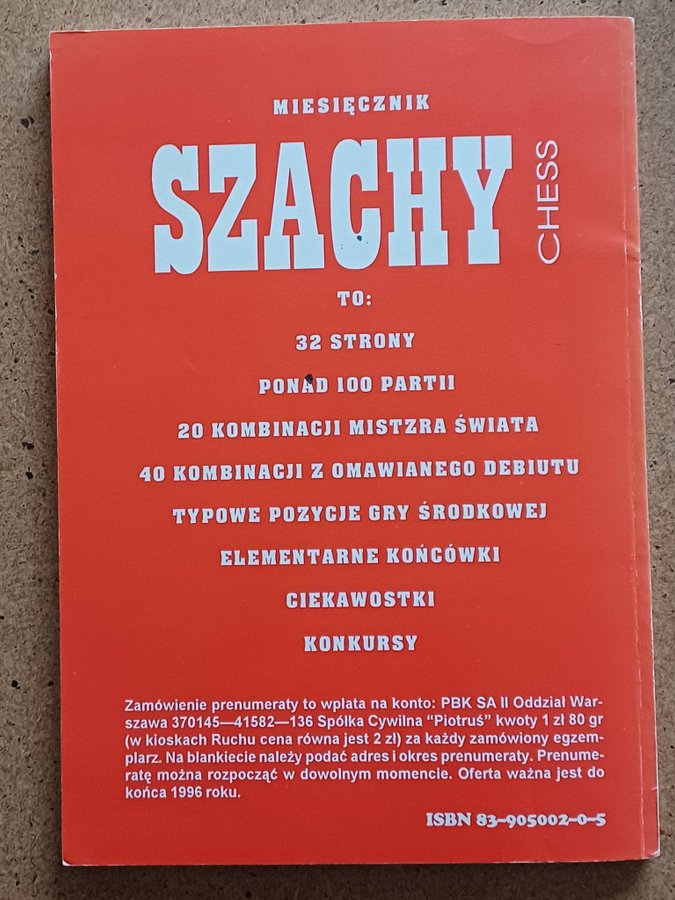 MIESIĘCZNIK
SZACHY
CHESS
TO:
32 STRONY
PONAD 100 PARTII
20 KOMBINACJI MISTZRA ŚWIATA
40 KOMBINACJI Z OMAWIANEGO DEBIUTU
TYPOWE POZYCJE GRY ŚRODKOWEJ
ELEMENTARNE KOŃCÓWKI
CIEKAWOSTKI
KONKURSY
Zamówienie prenumeraty to wpłata na konto: PBK SA II Oddział War-
szawa 370145—41582—136 Spółka Cywilna “Piotruś” kwoty 1 zł 80 gr
(w kioskach Ruchu cena równa jest 2 zł) za każdy zamówiony egzem-
plarz. Na blankiecie należy podać adres i okres prenumeraty. Prenume-
ratę można rozpocząć w dowolnym momencie. Oferta ważna jest do
końca 1996 roku.
ISBN 83–905002–0–5